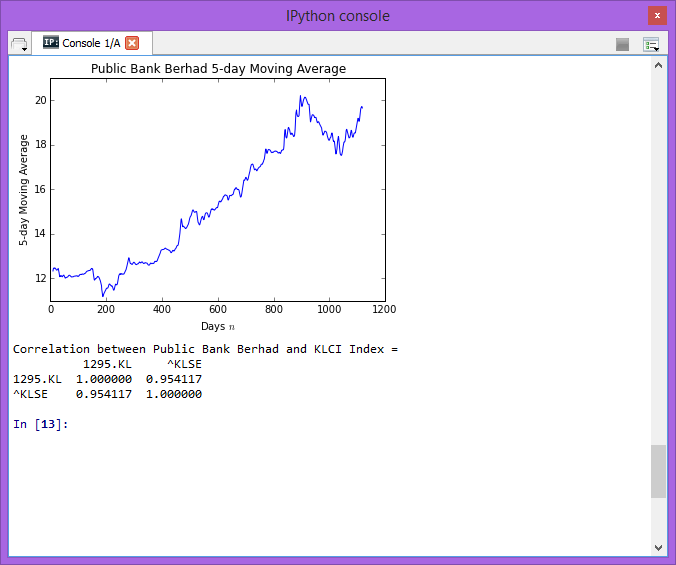 IPython console
IP: Console 1/A
Public Bank Berhad 5-day Moving Average
5-day Moving Average
20
18
16
14
12
0 200 400 600 800 1000 1200
Days n
Correlation between Public Bank Berhad and KLCI Index =
1295.KL ^KLSE
1295.KL 1.000000 0.954117
^KLSE 0.954117 1.000000
In [13]: